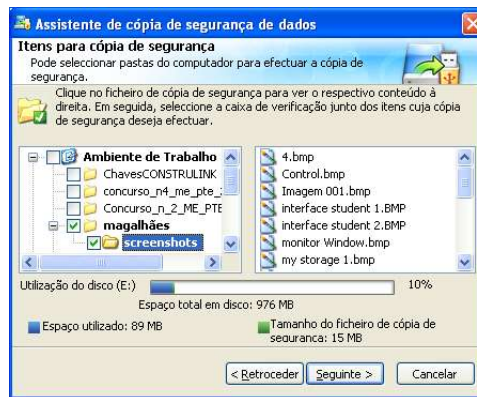 Assistente de cópia de segurança de dados
Itens para cópia de segurança
Pode seleccionar pastas do computador para efectuar a cópia de
segurança.
Clique no ficheiro de cópia de segurança para ver o respectivo conteúdo à
direita. Em seguida, seleccione a caixa de verificação junto dos itens cuja cópia
de segurança deseja efectuar.
Ambiente de Trabalho
ChavesCONSTRULINK
concurso_n4_me_pte_
Concurso_n_2_ME_PTE
magalhães
screenshots
4.bmp
Control.bmp
Imagem 001.bmp
interface student 1.BMP
interface student 2.BMP
monitor Window.bmp
my storage 1.bmp
Utilização do disco (E:) 10%
Espaço total em disco: 976 MB
Espaço utilizado: 89 MB
Tamanho do ficheiro de cópia de
seguranca: 15 MB
< Retroceder Seguinte > Cancelar